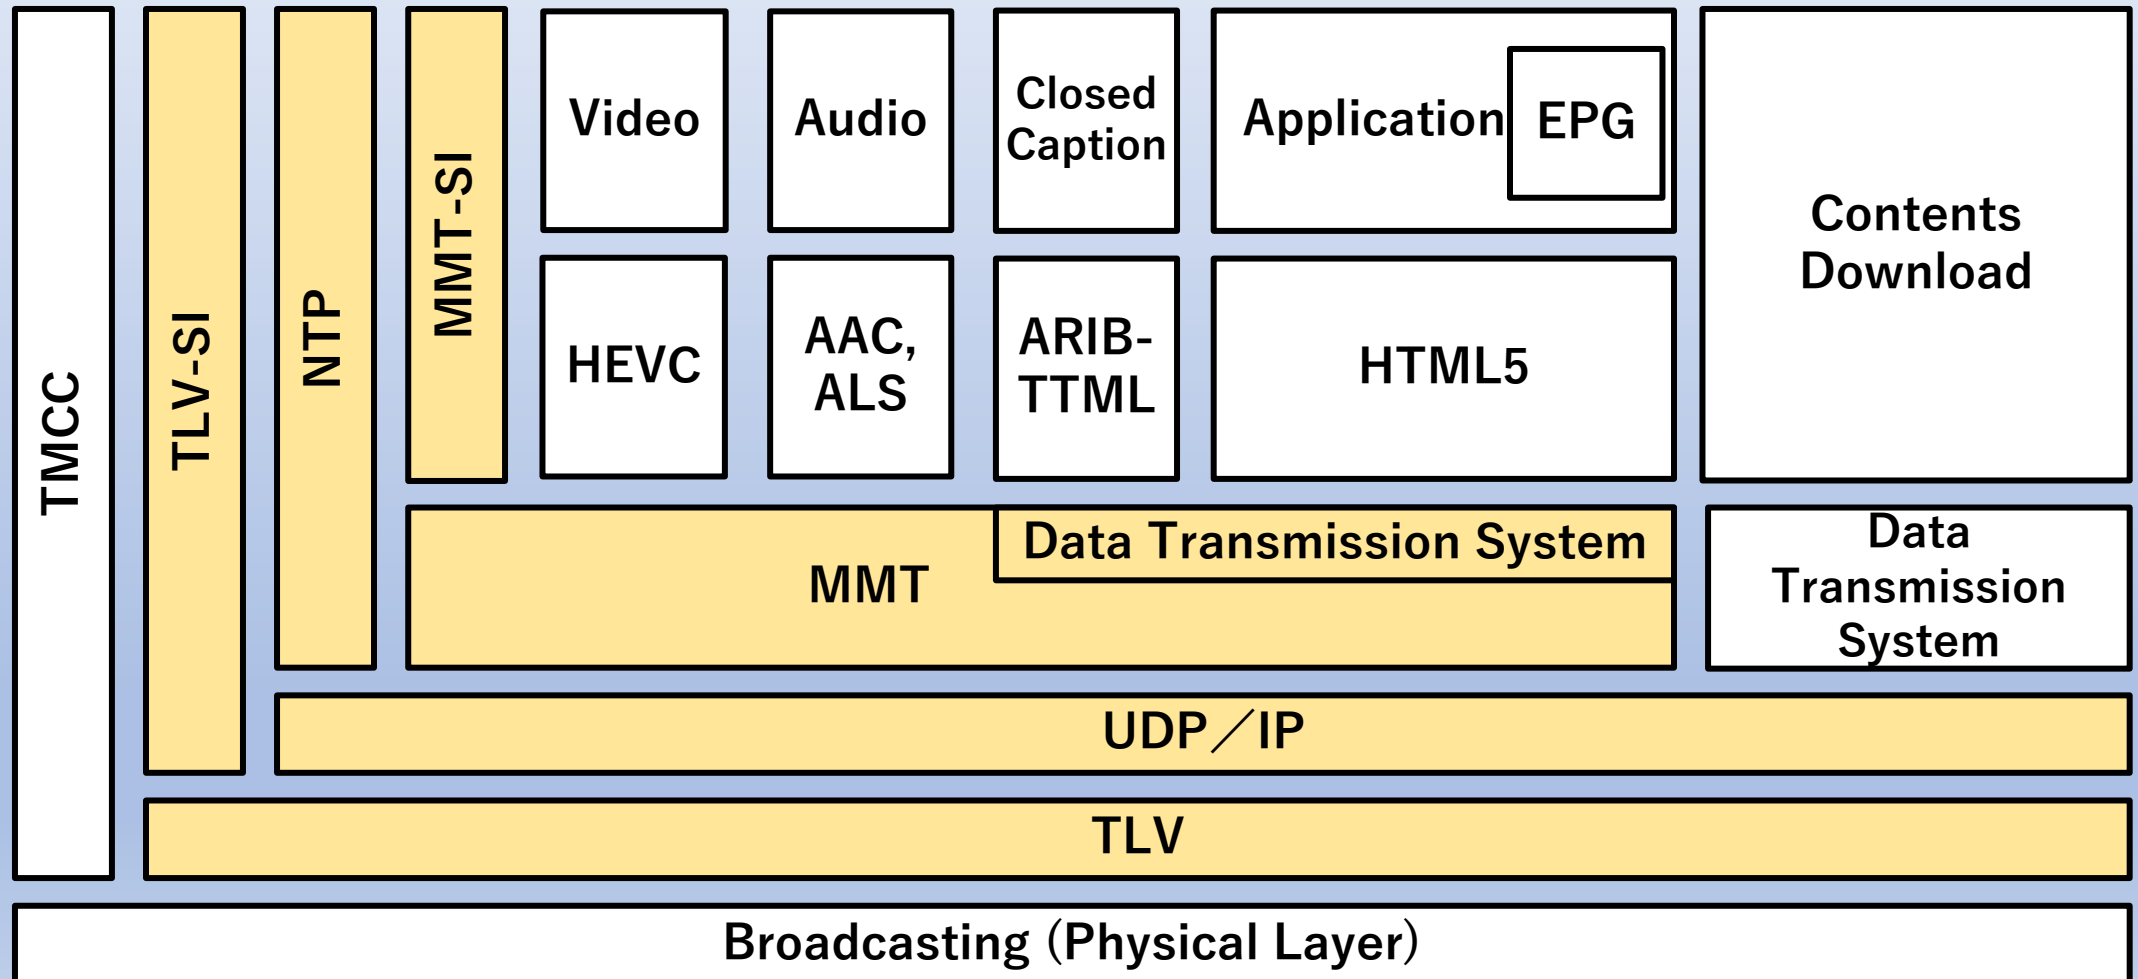 TMCC
TLV-SI
NTP
MMT-SI
Video
Audio
Closed
Caption
Application
EPG
Contents
Download
HEVC
AAC,
ALS
ARIB-
TTML
HTML5
MMT
Data Transmission System
Data
Transmission
System
UDP／IP
TLV
Broadcasting (Physical Layer)